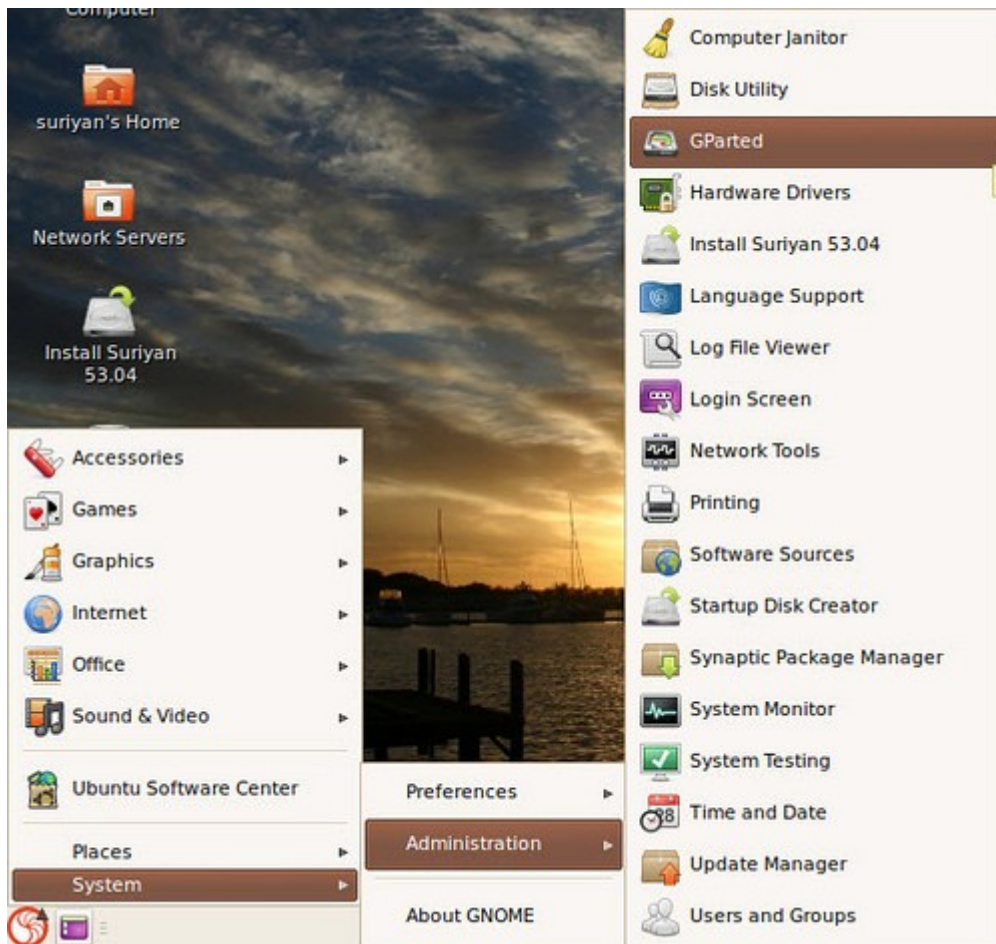 Computer
suriyan's Home
Network Servers
Install Suriyan
53.04
Accessories
Games
Graphics
Internet
Office
Sound & Video
Ubuntu Software Center
Places
System
Preferences
Administration
About GNOME
Computer Janitor
Disk Utility
GParted
Hardware Drivers
Install Suriyan 53.04
Language Support
Log File Viewer
Login Screen
Network Tools
Printing
Software Sources
Startup Disk Creator
Synaptic Package Manager
System Monitor
System Testing
Time and Date
Update Manager
Users and Groups